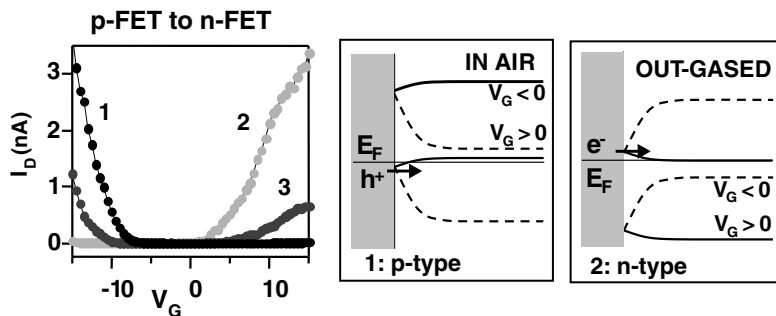 p-FET to n-FET
3
2
1
0
I_D (nA)
1
2
3
-10
0
10
V_G
IN AIR
V_G < 0
V_G > 0
E_F
h⁺
1: p-type
OUT-GASED
e⁻
E_F
V_G < 0
V_G > 0
2: n-type